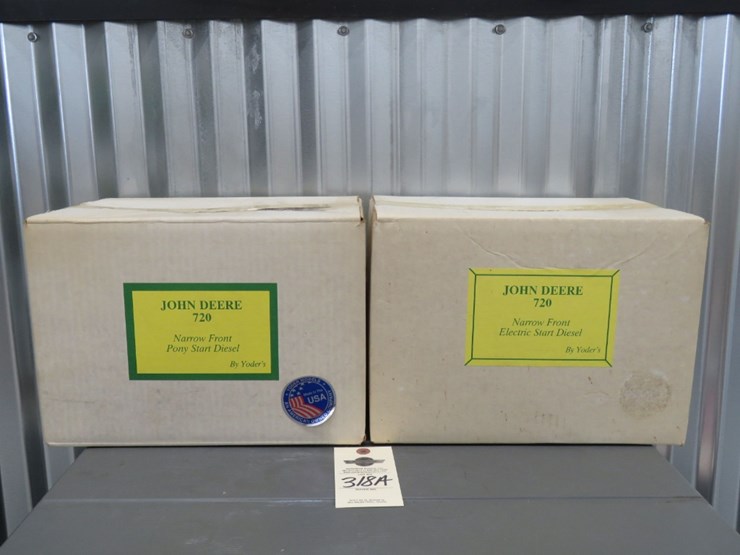 JOHN DEERE
720
Narrow Front
Pony Start Diesel
By Yoder's
USA
JOHN DEERE
720
Narrow Front
Electric Start Diesel
By Yoder's
318A